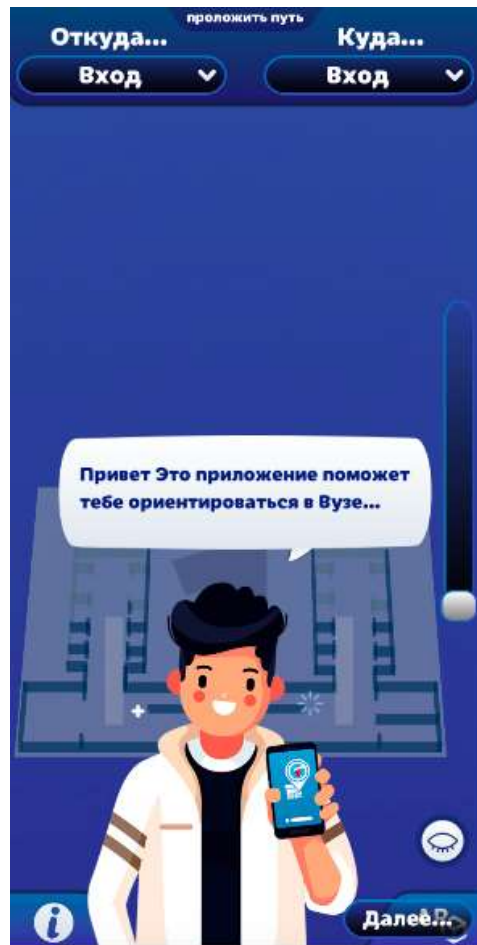 проложить путь
Откуда...
Куда...
Вход
Вход
Привет Это приложение поможет
тебе ориентироваться в Вузе...
i
Далее...